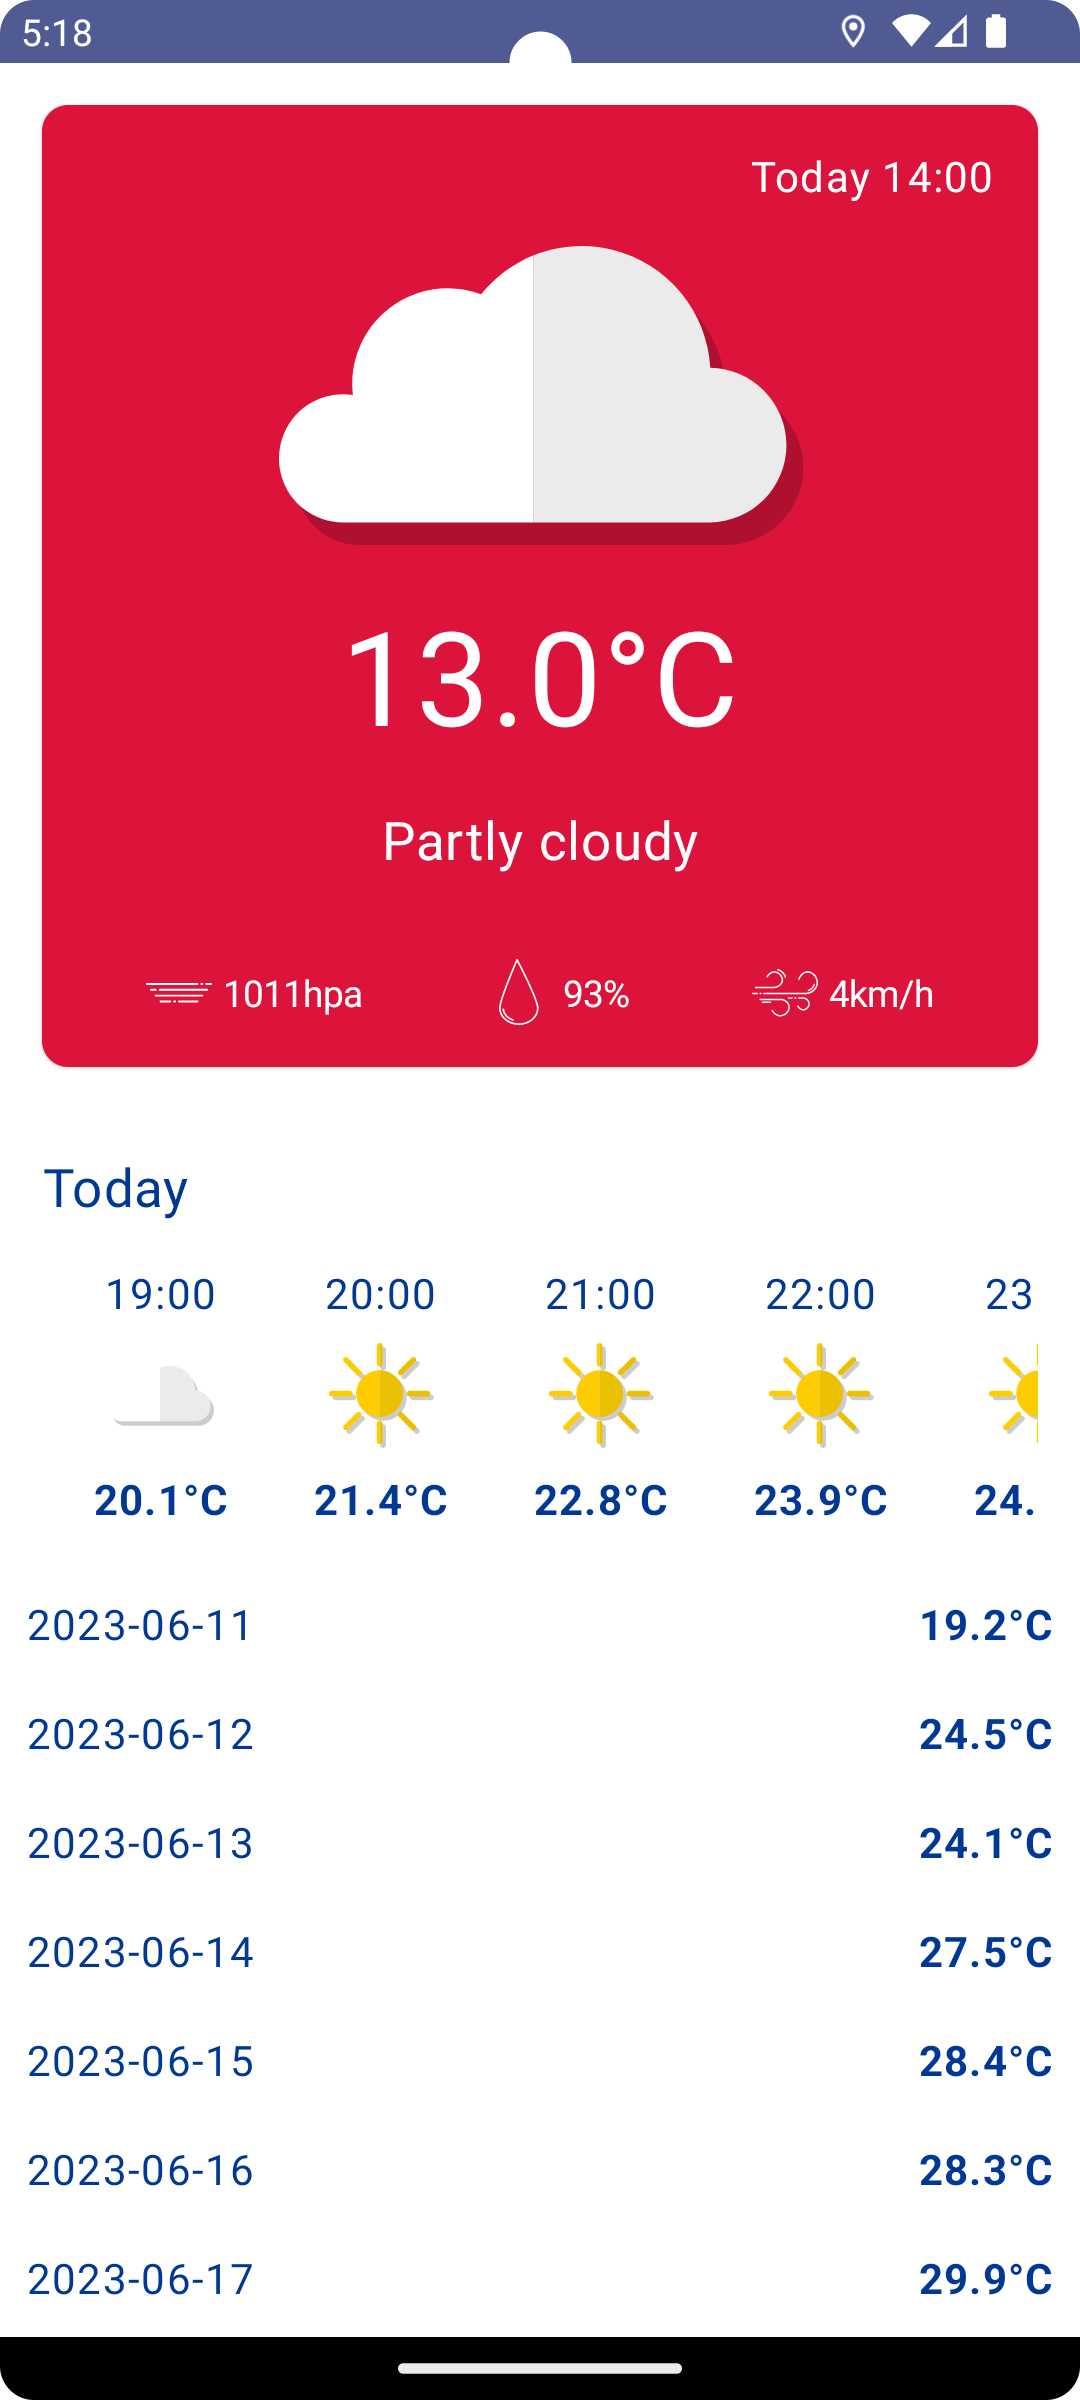 5:18
Today 14:00
13.0°C
Partly cloudy
1011hpa 93% 4km/h
Today
19:00 20:00 21:00 22:00 23
20.1°C 21.4°C 22.8°C 23.9°C 24.
2023-06-11 19.2°C
2023-06-12 24.5°C
2023-06-13 24.1°C
2023-06-14 27.5°C
2023-06-15 28.4°C
2023-06-16 28.3°C
2023-06-17 29.9°C